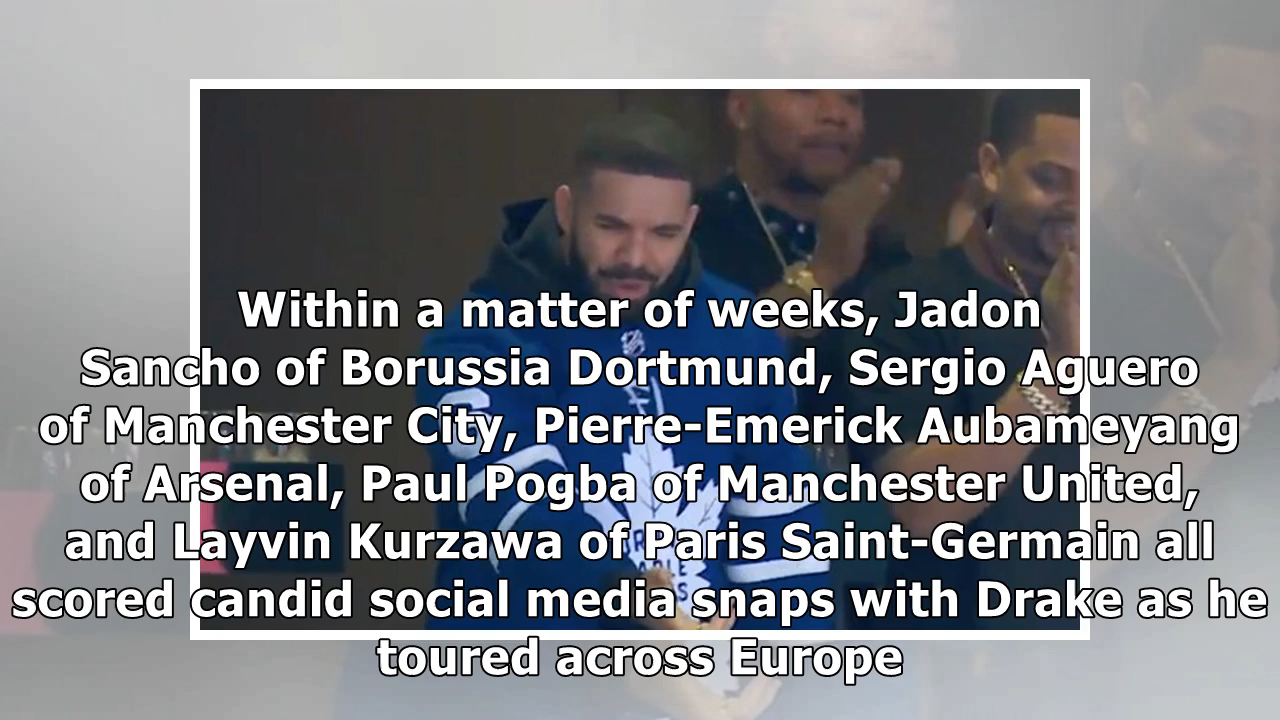 Within a matter of weeks, Jadon
Sancho of Borussia Dortmund, Sergio Aguero
of Manchester City, Pierre-Emerick Aubameyang
of Arsenal, Paul Pogba of Manchester United,
and Layvin Kurzawa of Paris Saint-Germain all
scored candid social media snaps with Drake as he
toured across Europe